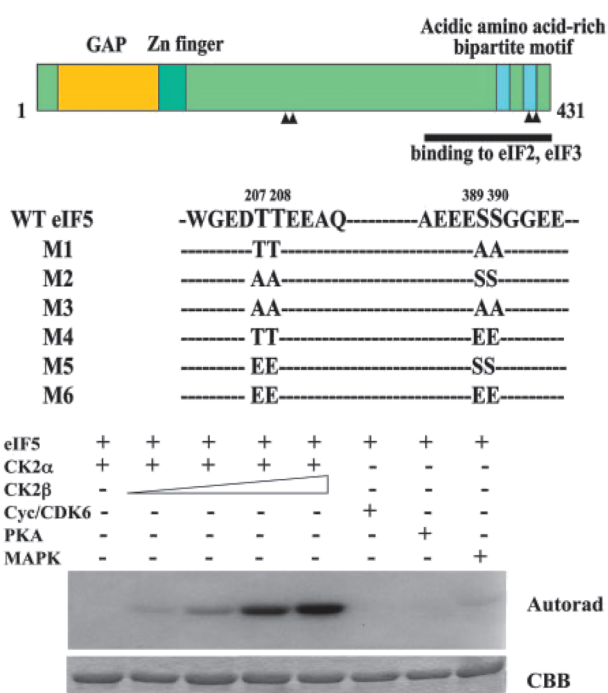 Acidic amino acid-rich
GAP Zn finger bipartite motif
1 431
binding to eIF2, eIF3
207 208 389 390
WT eIF5 -WGEDTTEEAQ----------AEEESSGGEE--
M1 ---------TT---------------------------AA---------
M2 ---------AA---------------------------SS---------
M3 ---------AA---------------------------AA---------
M4 ---------TT---------------------------EE---------
M5 ---------EE---------------------------SS---------
M6 ---------EE---------------------------EE---------
eIF5 + + + + + + + +
CK2α + + + + + - - -
CK2β - - - -
Cyc/CDK6 - - - - - + - -
PKA - - - - - - + -
MAPK - - - - - - - +
Autorad
CBB